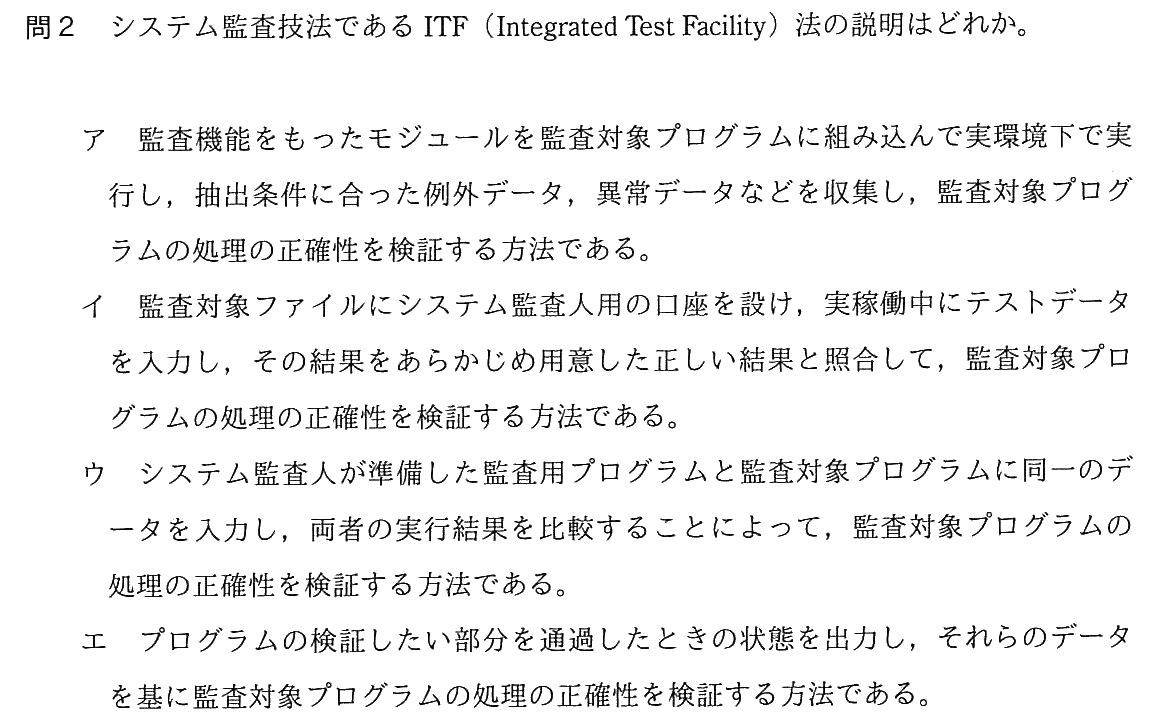 問2 システム監査技法である ITF（Integrated Test Facility）法の説明はどれか。
ア 監査機能をもったモジュールを監査対象プログラムに組み込んで実環境下で実
行し，抽出条件に合った例外データ，異常データなどを収集し，監査対象プログ
ラムの処理の正確性を検証する方法である。
イ 監査対象ファイルにシステム監査人用の口座を設け，実稼働中にテストデータ
を入力し，その結果をあらかじめ用意した正しい結果と照合して，監査対象プロ
グラムの処理の正確性を検証する方法である。
ウ システム監査人が準備した監査用プログラムと監査対象プログラムに同一のデ
ータを入力し，両者の実行結果を比較することによって，監査対象プログラムの
処理の正確性を検証する方法である。
エ プログラムの検証したい部分を通過したときの状態を出力し，それらのデータ
を基に監査対象プログラムの処理の正確性を検証する方法である。